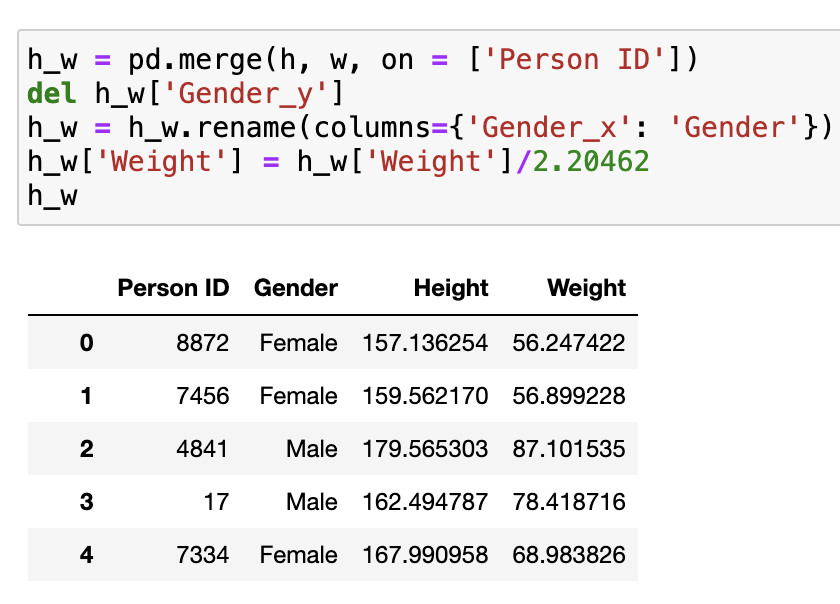 h_w = pd.merge(h, w, on = ['Person ID'])
del h_w['Gender_y']
h_w = h_w.rename(columns={'Gender_x': 'Gender'})
h_w['Weight'] = h_w['Weight']/2.20462
h_w
Person ID Gender Height Weight
0 8872 Female 157.136254 56.247422
1 7456 Female 159.562170 56.899228
2 4841 Male 179.565303 87.101535
3 17 Male 162.494787 78.418716
4 7334 Female 167.990958 68.983826